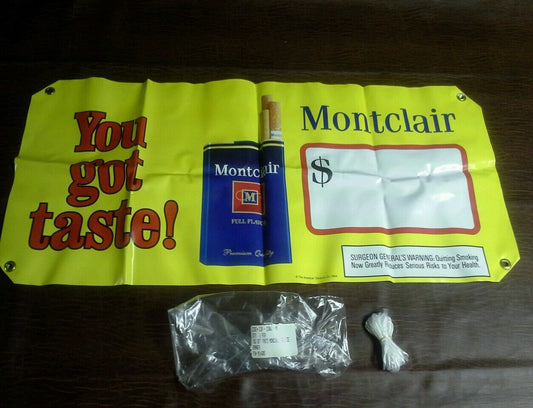 You
got
taste!
Montclair
M
FULL FLAVOR
Premium Quality
Montclair
$
SURGEON GENERAL'S WARNING: Quitting Smoking
Now Greatly Reduces Serious Risks to Your Health.